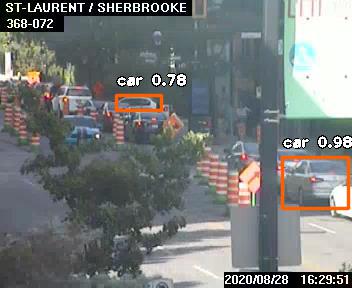 ST-LAURENT / SHERBROOKE
368-072
car 0.78
car 0.98
2020/08/28 16:29:51